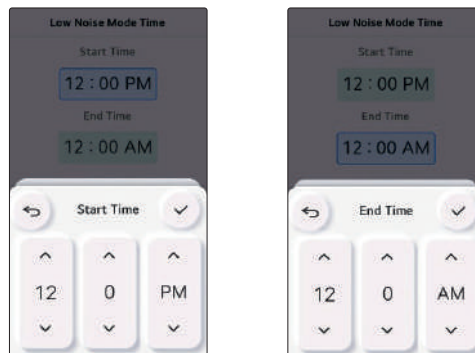 Low Noise Mode Time
Start Time
12 : 00 PM
End Time
12 : 00 AM
Start Time
12 0 PM
Low Noise Mode Time
Start Time
12 : 00 PM
End Time
12 : 00 AM
End Time
12 0 AM